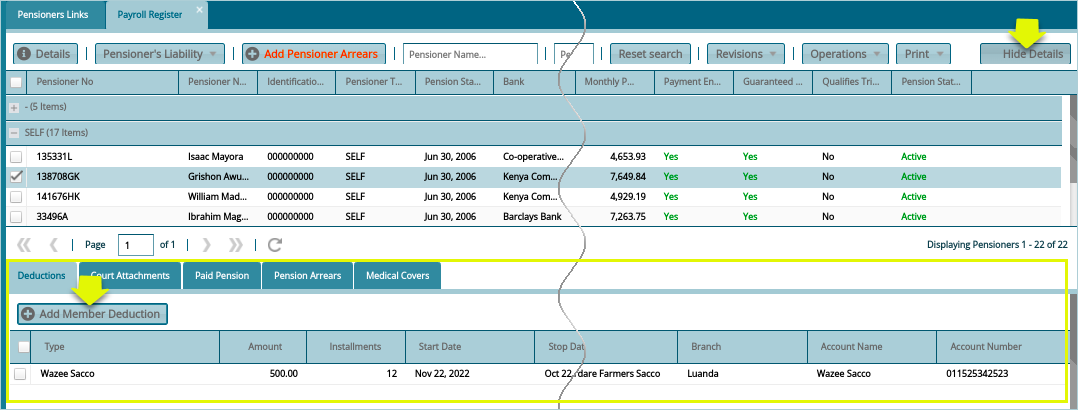 Pensioners Links Payroll Register
Details Pensioner's Liability Add Pensioner Arrears Pensioner Name... Reset search Revisions Operations Print Hide Details
Pensioner No Pensioner N... Identificatio... Pensioner T... Pension Sta... Bank Monthly P... Payment En... Guaranteed ... Qualifies Tri... Pension Stat...
- (5 Items)
SELF (17 Items)
135331L Isaac Mayora 000000000 SELF Jun 30, 2006 Co-operative... 4,653.93 Yes Yes No Active
138708GK Grishon Awu... 000000000 SELF Jun 30, 2006 Kenya Com... 7,649.84 Yes Yes No Active
141676HK William Mad... 000000000 SELF Jun 30, 2006 Kenya Com... 4,929.19 Yes Yes No Active
33496A Ibrahim Mag... 000000000 SELF Jun 30, 2006 Barclays Bank 7,263.75 Yes Yes No Active
Page 1 of 1 Displaying Pensioners 1 - 22 of 22
Deductions Court Attachments Paid Pension Pension Arrears Medical Covers
Add Member Deduction
Type Amount Installments Start Date Stop Dat Branch Account Name Account Number
Wazee Sacco 500.00 12 Nov 22, 2022 Oct 22, dare Farmers Sacco Luanda Wazee Sacco 011525342523